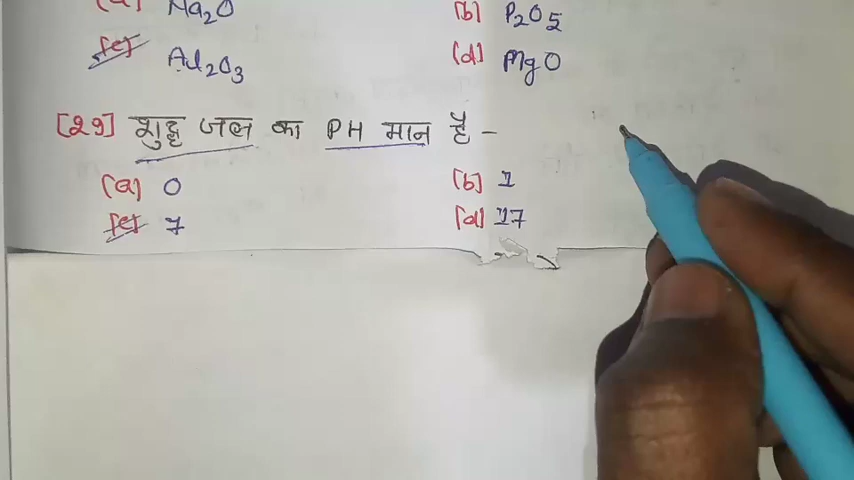 Na2O (b) P2O5
(c) Al2O3 (d) MgO
[29] शुद्ध जल का PH मान है -
(a) 0 (b) 1
(c) 7 (d) 17